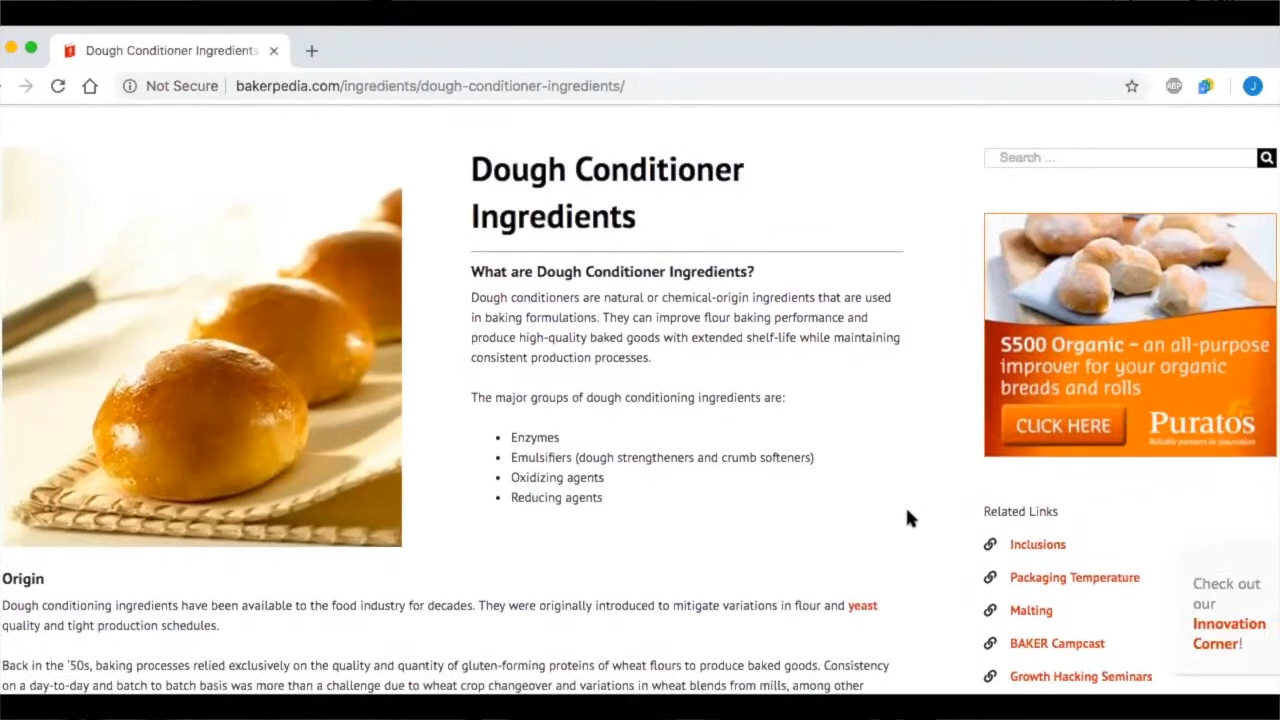 Dough Conditioner Ingredients
Not Secure
bakerpedia.com/ingredients/dough-conditioner-ingredients/
ABP
J
Dough Conditioner
Ingredients
What are Dough Conditioner Ingredients?
Dough conditioners are natural or chemical-origin ingredients that are used
in baking formulations. They can improve flour baking performance and
produce high-quality baked goods with extended shelf-life while maintaining
consistent production processes.
The major groups of dough conditioning ingredients are:
• Enzymes
• Emulsifiers (dough strengtheners and crumb softeners)
• Oxidizing agents
• Reducing agents
Origin
Dough conditioning ingredients have been available to the food industry for decades. They were originally introduced to mitigate variations in flour and yeast
quality and tight production schedules.
Back in the ‘50s, baking processes relied exclusively on the quality and quantity of gluten-forming proteins of wheat flours to produce baked goods. Consistency
on a day-to-day and batch to batch basis was more than a challenge due to wheat crop changeover and variations in wheat blends from mills, among other
Search ...
S500 Organic – an all-purpose
improver for your organic
breads and rolls
CLICK HERE
Puratos
Reliable partners in innovation
Related Links
Inclusions
Packaging Temperature
Malting
BAKER Campcast
Growth Hacking Seminars
Check out
our
Innovation
Corner!